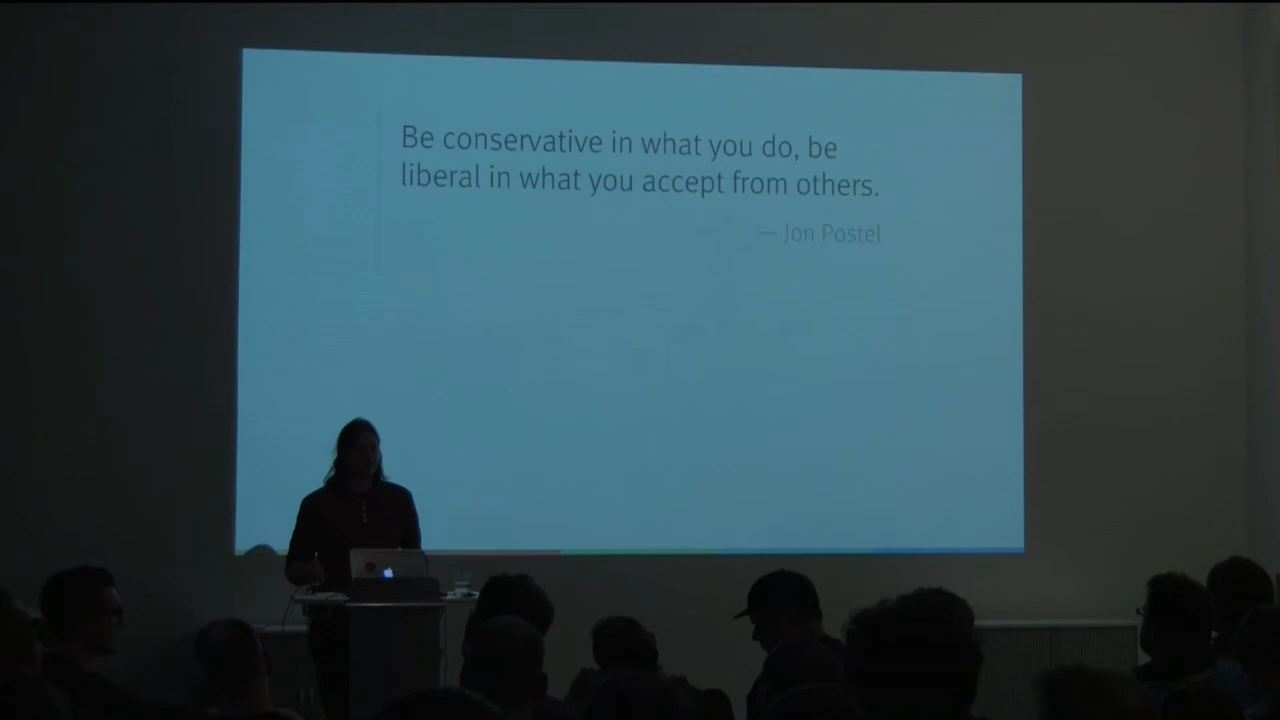 Be conservative in what you do, be
liberal in what you accept from others.
— Jon Postel